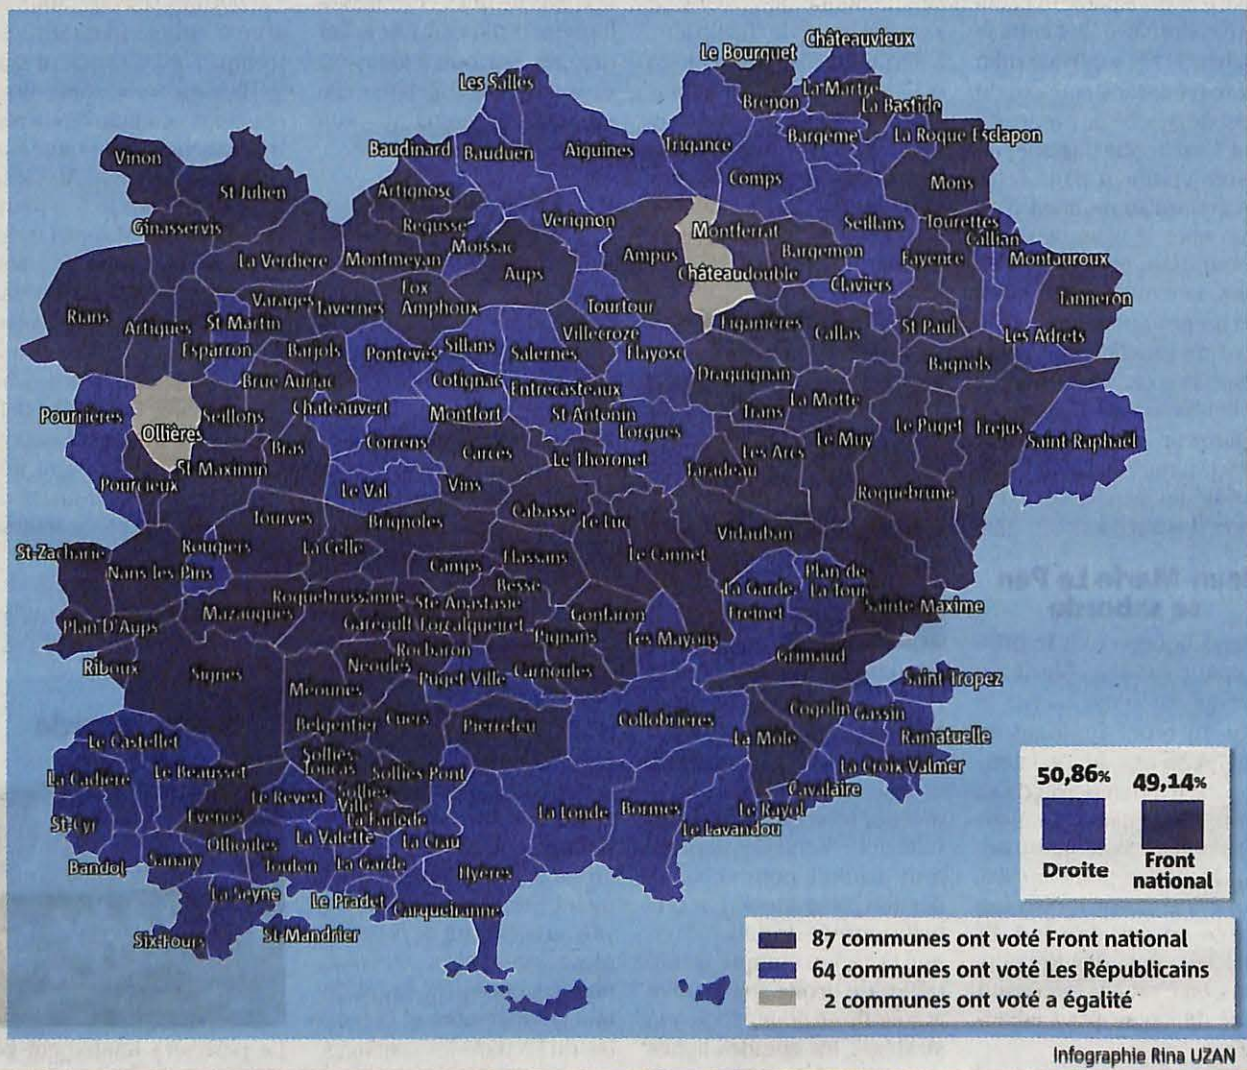 Le Bourguet
Châteauvieux
Les Salles
La Martre
Brenon
La Bastide
Baudinard
Bauduen
Aiguines
Trigance
Bargème
La Roque Esclapon
Vinon
St Julien
Artignosc
Comps
Mons
Ginasservis
Regusse
Verignon
Montferrat
Seillans
Tourettes
Callian
Moissac
La Verdière
Montmeyan
Aups
Ampus
Châteaudouble
Bargemon
Fayence
Montauroux
Claviers
Tanneron
Fox
Amphoux
Varages
Tavernes
Tourtour
Rians
Artigues
St Martin
Esparron
Barjols
Pontevès
Sillans
Salernes
Villecroze
Flayosc
Figanières
Callas
St Paul
Les Adrets
Bagnols
Brue Auriac
Cotignac
Entrecasteaux
Draguignan
Pourrières
Seillons
Chateauvert
Montfort
St Antonin
Lorgues
Trans
La Motte
Ollières
Bras
Correns
Carcès
Le Thoronet
Taradeau
Les Arcs
Le Muy
Le Puget
Frejus
Saint Raphaël
St Maximin
Pourcieux
Le Val
Vins
Roquebrune
Tourves
Brignoles
Cabasse
Le Luc
Vidauban
St-Zacharie
Rougiers
La Celle
Nans les Pins
Camps
Flassans
Le Cannet
Besse
La Garde
Freinet
Plan de
La Tour
Sainte Maxime
Roquebrussanne
Ste Anastasie
Mazaugues
Garéoult
Forcalqueiret
Gonfaron
Plan D'Aups
Pignans
Les Mayons
Rocbaron
Riboux
Signes
Néoules
Puget Ville
Carnoules
Grimaud
Saint Tropez
Méounes
Belgentier
Cuers
Pierrefeu
Collobrières
Cogolin
Gassin
La Mole
Ramatuelle
Le Castellet
Solliès
Toucas
La Cadière
Le Beausset
Sollies Pont
La Croix Valmer
Cavalaire
Le Revest
Sollies
Ville
La Farlede
La Londe
Bormes
Le Rayol
Le Lavandou
St-Cyr
Evenos
Ollioules
La Valette
La Crau
Bandol
Sanary
Toulon
La Garde
Hyères
La Seyne
Le Pradet
Carqueiranne
Six-Fours
St-Mandrier
50,86% 49,14%
Droite Front
national
87 communes ont voté Front national
64 communes ont voté Les Républicains
2 communes ont voté a égalité
Infographie Rina UZAN
Jean-Marie Le Pen
se saborde